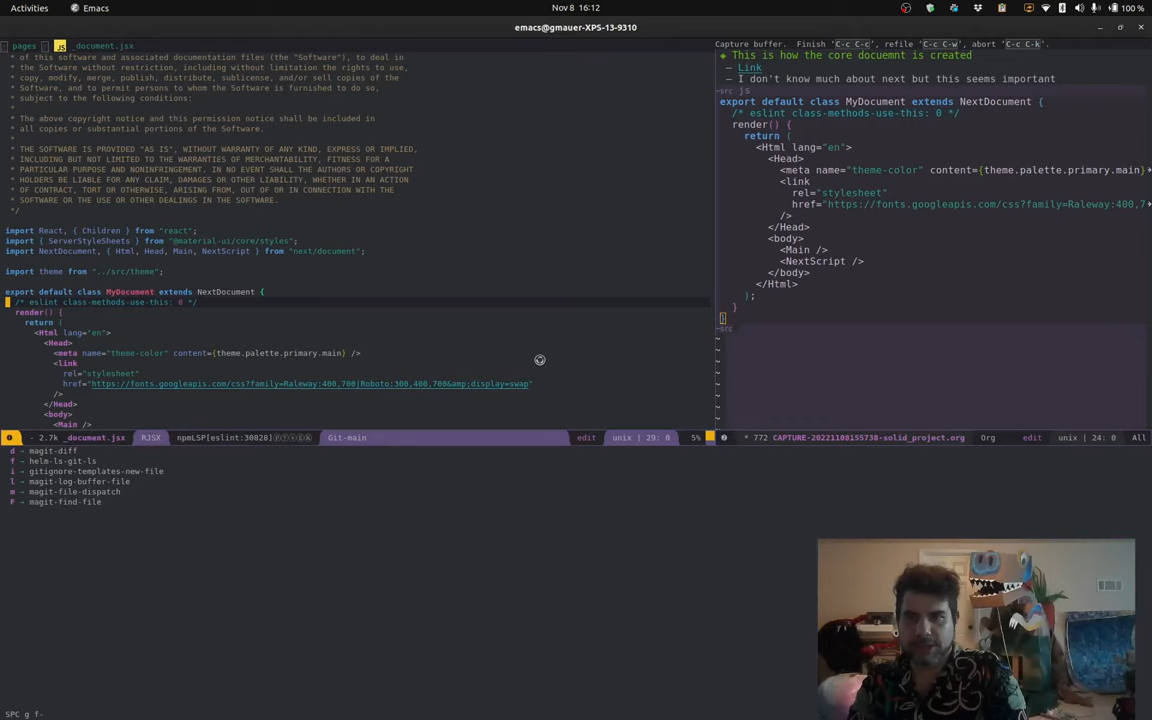 Activities
Emacs
Nov 8 16:12
100 %
emacs@gmauer-XPS-13-9310
pages
JS
_document.jsx
* of this software and associated documentation files (the "Software"), to deal in
* the Software without restriction, including without limitation the rights to use,
* copy, modify, merge, publish, distribute, sublicense, and/or sell copies of the
* Software, and to permit persons to whom the Software is furnished to do so,
* subject to the following conditions:
*
* The above copyright notice and this permission notice shall be included in
* all copies or substantial portions of the Software.
*
* THE SOFTWARE IS PROVIDED "AS IS", WITHOUT WARRANTY OF ANY KIND, EXPRESS OR IMPLIED,
* INCLUDING BUT NOT LIMITED TO THE WARRANTIES OF MERCHANTABILITY, FITNESS FOR A
* PARTICULAR PURPOSE AND NONINFRINGEMENT. IN NO EVENT SHALL THE AUTHORS OR COPYRIGHT
* HOLDERS BE LIABLE FOR ANY CLAIM, DAMAGES OR OTHER LIABILITY, WHETHER IN AN ACTION
* OF CONTRACT, TORT OR OTHERWISE, ARISING FROM, OUT OF OR IN CONNECTION WITH THE
* SOFTWARE OR THE USE OR OTHER DEALINGS IN THE SOFTWARE.
*/
import React, { Children } from "react";
import { ServerStyleSheets } from "@material-ui/core/styles";
import NextDocument, { Html, Head, Main, NextScript } from "next/document";
import theme from "../src/theme";
export default class MyDocument extends NextDocument {
/* eslint class-methods-use-this: 0 */
render() {
return (
<Html lang="en">
<Head>
<meta name="theme-color" content={theme.palette.primary.main} />
<link
rel="stylesheet"
href="https://fonts.googleapis.com/css?family=Raleway:400,700|Roboto:300,400,700&amp;display=swap"
/>
</Head>
<body>
<Main />
- 2.7k _document.jsx
RJSX
npmLSP[eslint:30828]
Git-main
edit
unix | 29: 0
5%
Capture buffer. Finish ‘C-c C-c’, refile ‘C-c C-w’, abort ‘C-c C-k’.
◈ This is how the core docuemnt is created
– Link
– I don't know much about next but this seems important
src js
export default class MyDocument extends NextDocument {
/* eslint class-methods-use-this: 0 */
render() {
return (
<Html lang="en">
<Head>
<meta name="theme-color" content={theme.palette.primary.main}
<link
rel="stylesheet"
href="https://fonts.googleapis.com/css?family=Raleway:400,7
/>
</Head>
<body>
<Main />
<NextScript />
</body>
</Html>
);
}
}
src
~
~
~
~
~
~
~
~
* 772 CAPTURE-20221108155738-solid_project.org
Org
edit
unix | 24: 0
All
d → magit-diff
f → helm-ls-git-ls
i → gitignore-templates-new-file
l → magit-log-buffer-file
m → magit-file-dispatch
F → magit-find-file
SPC g f-